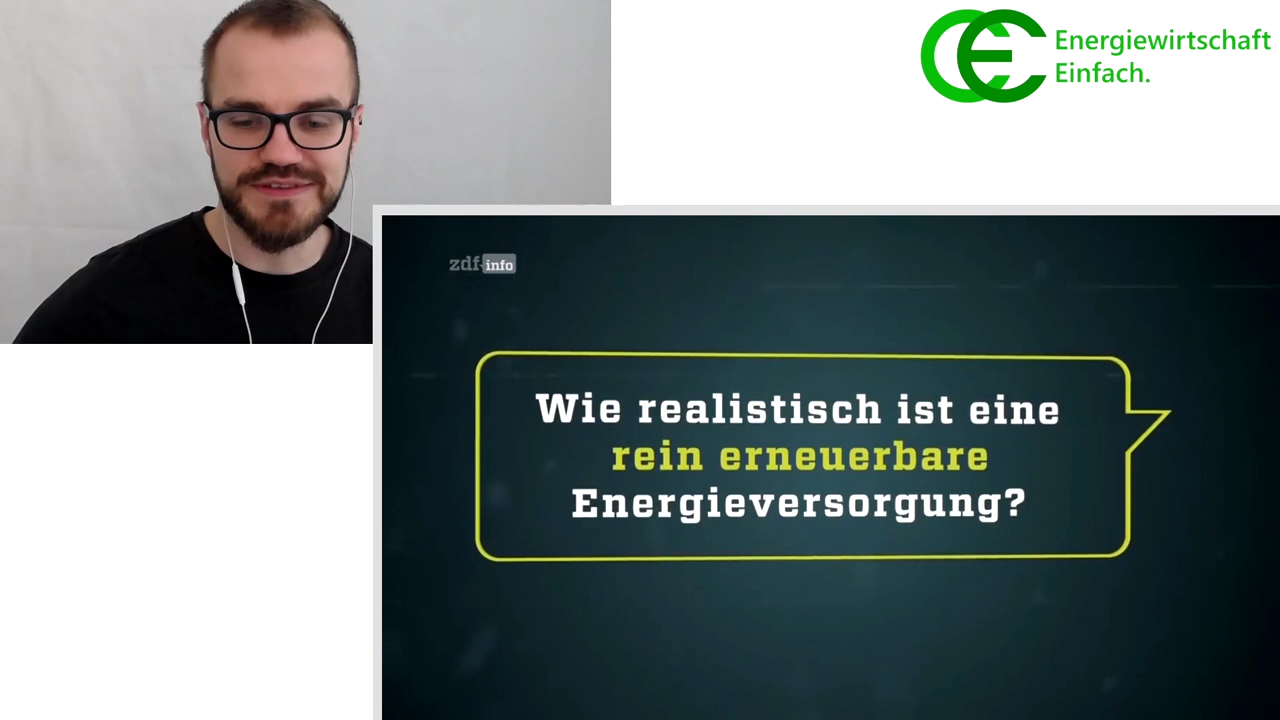 Energiewirtschaft
Einfach.
zdf info
Wie realistisch ist eine
rein erneuerbare
Energieversorgung?